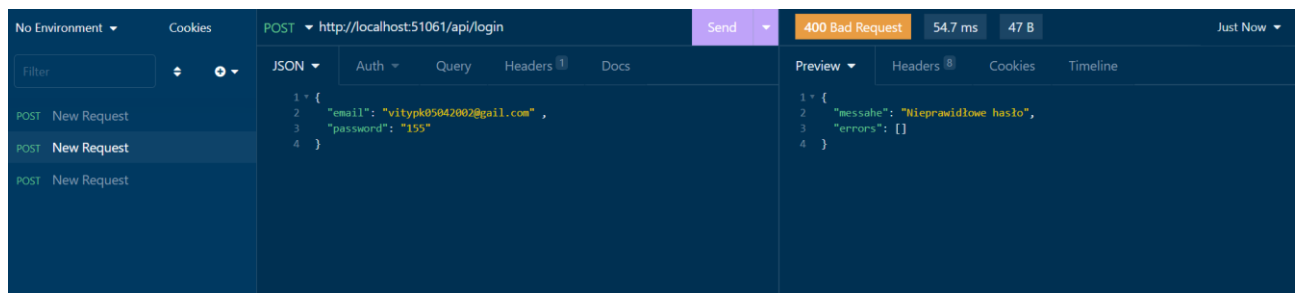 No Environment Cookies
POST http://localhost:51061/api/login Send
400 Bad Request 54.7 ms 47 B Just Now
Filter
JSON Auth Query Headers 1 Docs
Preview Headers 8 Cookies Timeline
POST New Request
POST New Request
POST New Request
1 {
2 "email": "vitypk05042002@gail.com" ,
3 "password": "155"
4 }
1 {
2 "messahe": "Nieprawidłowe hasło",
3 "errors": []
4 }